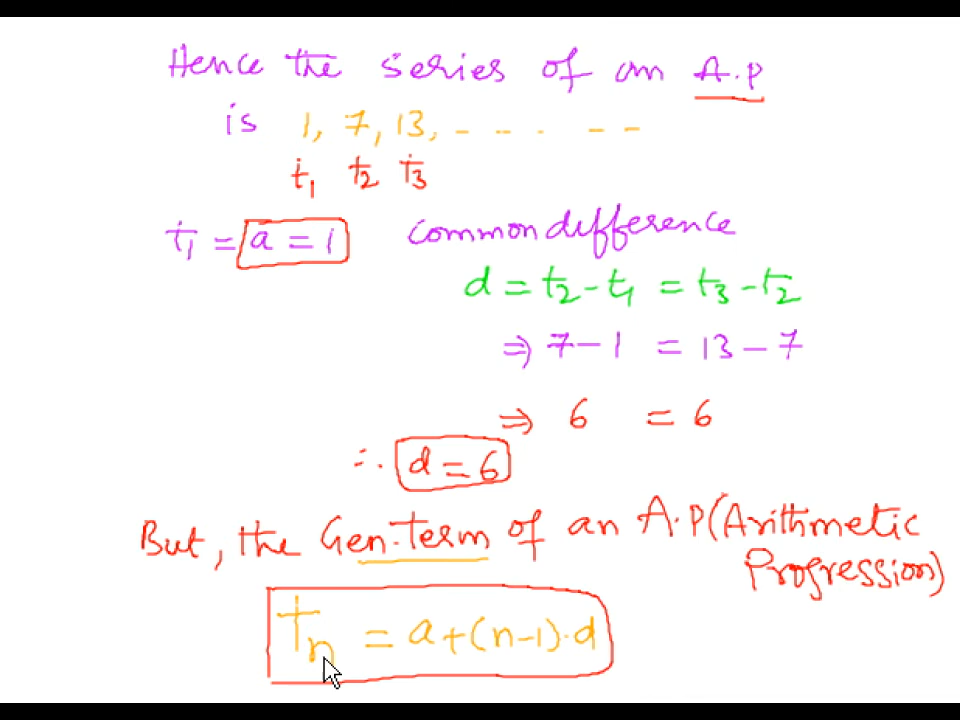 Hence the series of an A.P
is 1, 7, 13, - - - - -
t1 t2 t3
t1 = a = 1 common difference
d = t2 - t1 = t3 - t2
⇒ 7 - 1 = 13 - 7
⇒ 6 = 6
∴ d = 6
But, the Gen. term of an A.P (Arithmetic
Progression)
Tn = a + (n-1).d